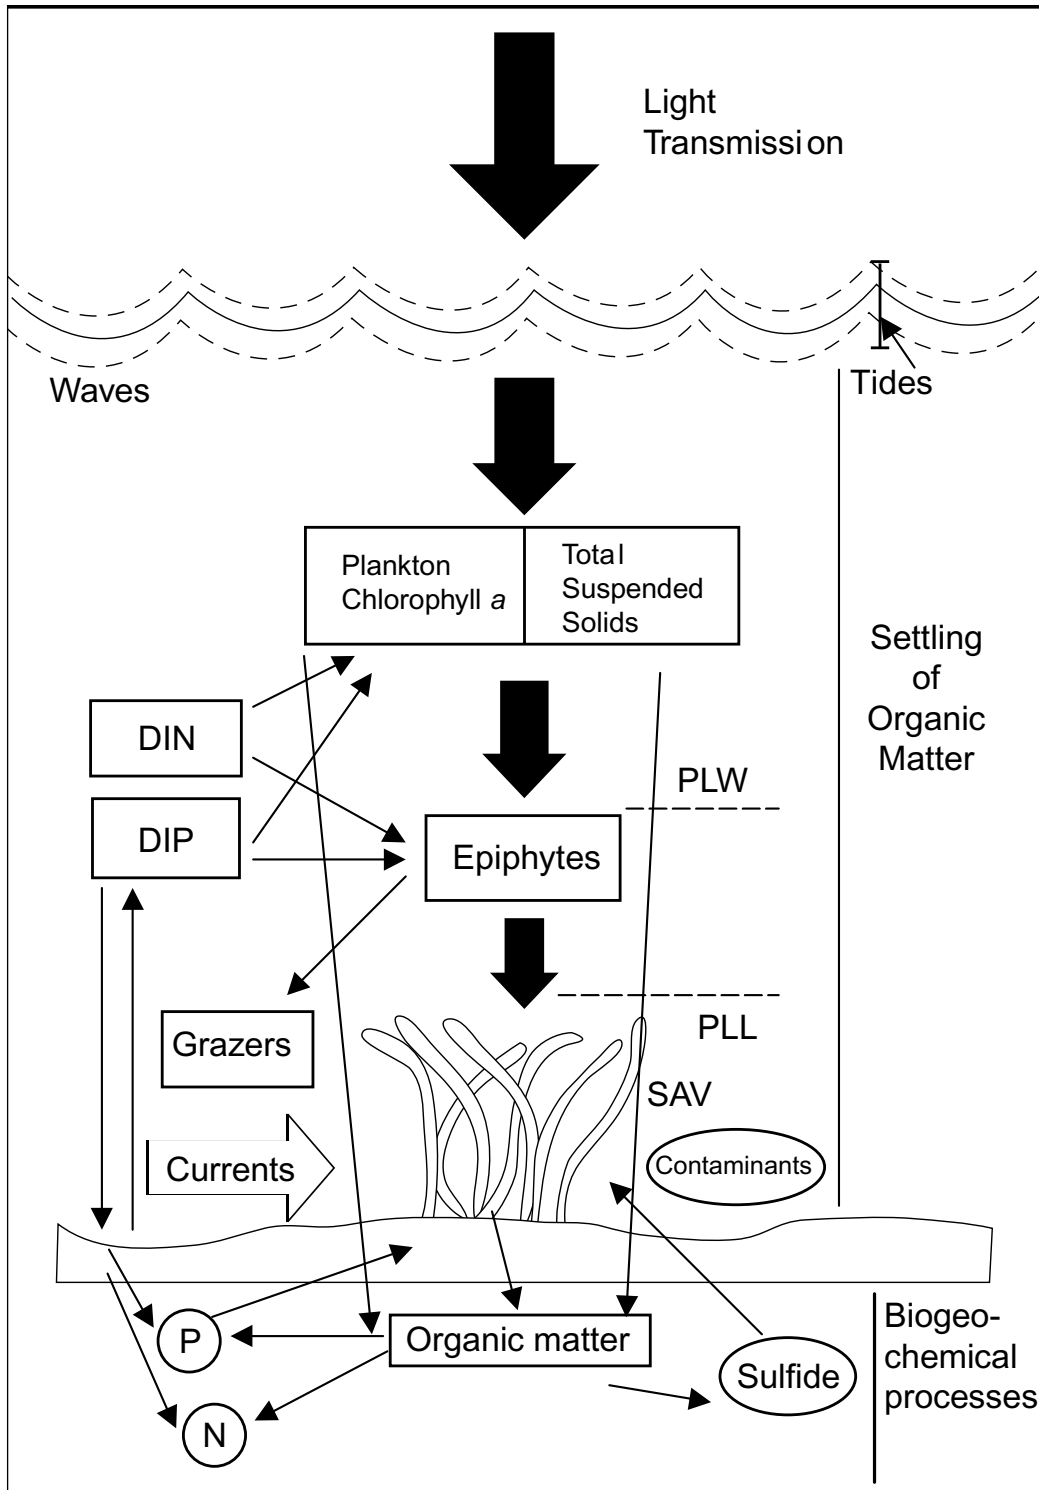 Light
Transmission
Waves
Tides
Plankton
Chlorophyll a
Total
Suspended
Solids
Settling
of
Organic
Matter
DIN
PLW
DIP
Epiphytes
PLL
Grazers
SAV
Contaminants
Currents
Biogeo-
chemical
processes
P
Organic matter
Sulfide
N